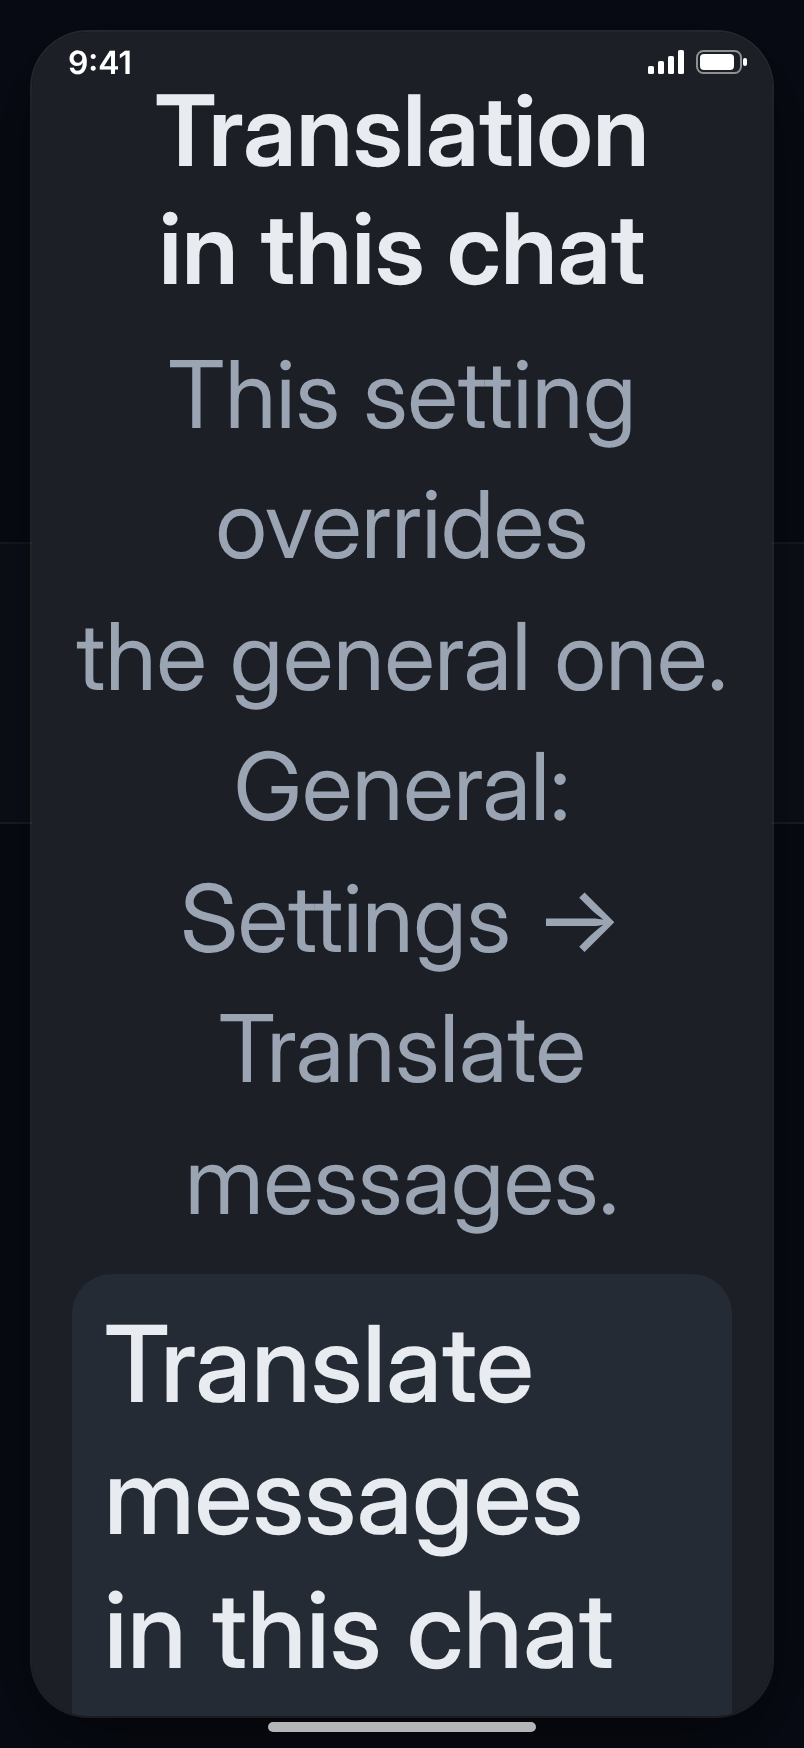 9:41
Translation
in this chat
This setting
overrides
the general one.
General:
Settings →
Translate
messages.
Translate
messages
in this chat